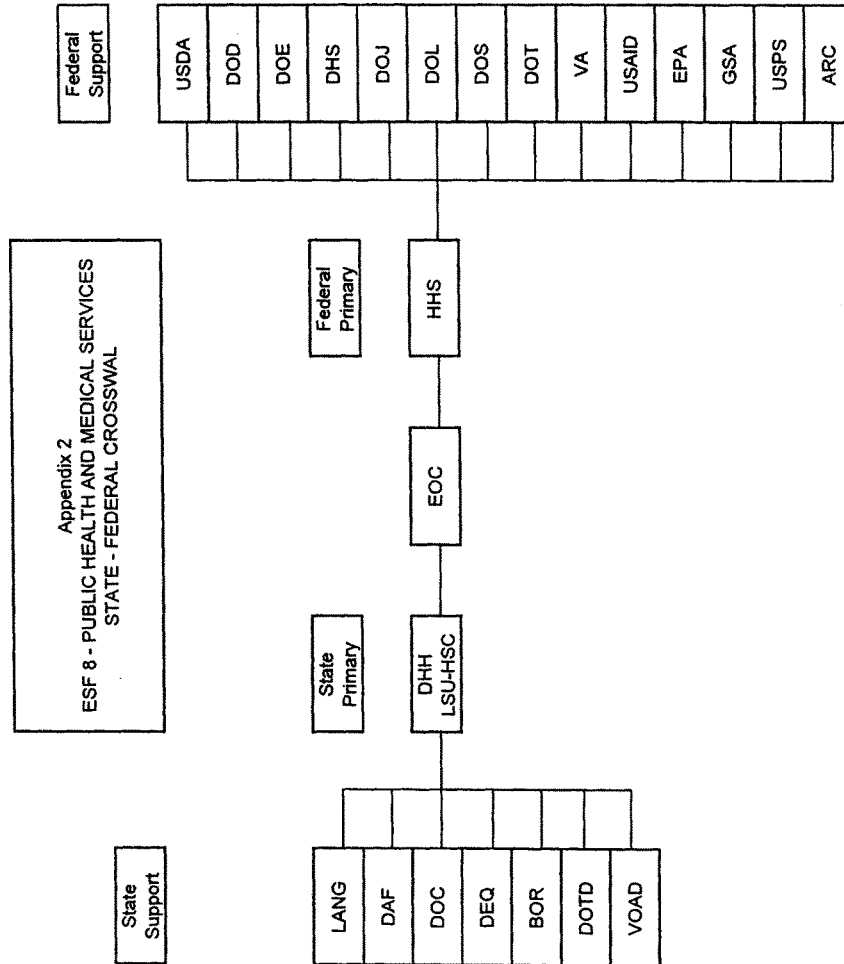 Appendix 2
ESF 8 - PUBLIC HEALTH AND MEDICAL SERVICES
STATE - FEDERAL CROSSWAL
State
Support
State
Primary
Federal
Primary
Federal
Support
LANG
DAF
DOC
DEQ
BOR
DOTD
VOAD
DHH
LSU-HSC
EOC
HHS
USDA
DOD
DOE
DHS
DOJ
DOL
DOS
DOT
VA
USAID
EPA
GSA
USPS
ARC